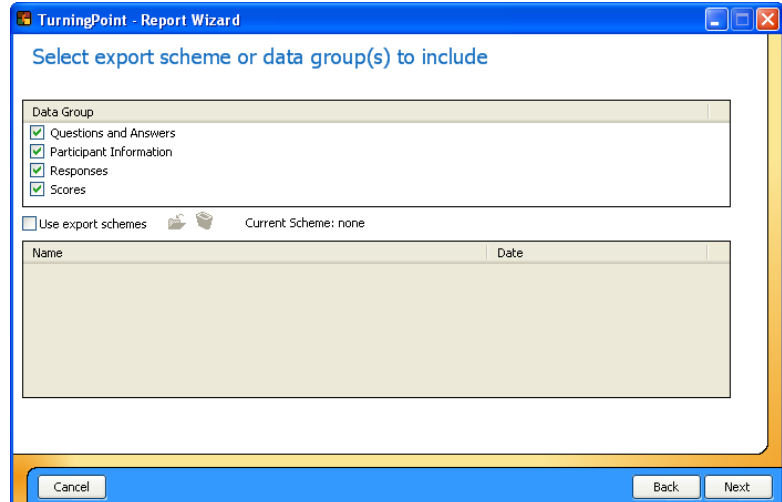 TurningPoint - Report Wizard
Select export scheme or data group(s) to include
Data Group
Questions and Answers
Participant Information
Responses
Scores
Use export schemes Current Scheme: none
Name Date
Cancel Back Next